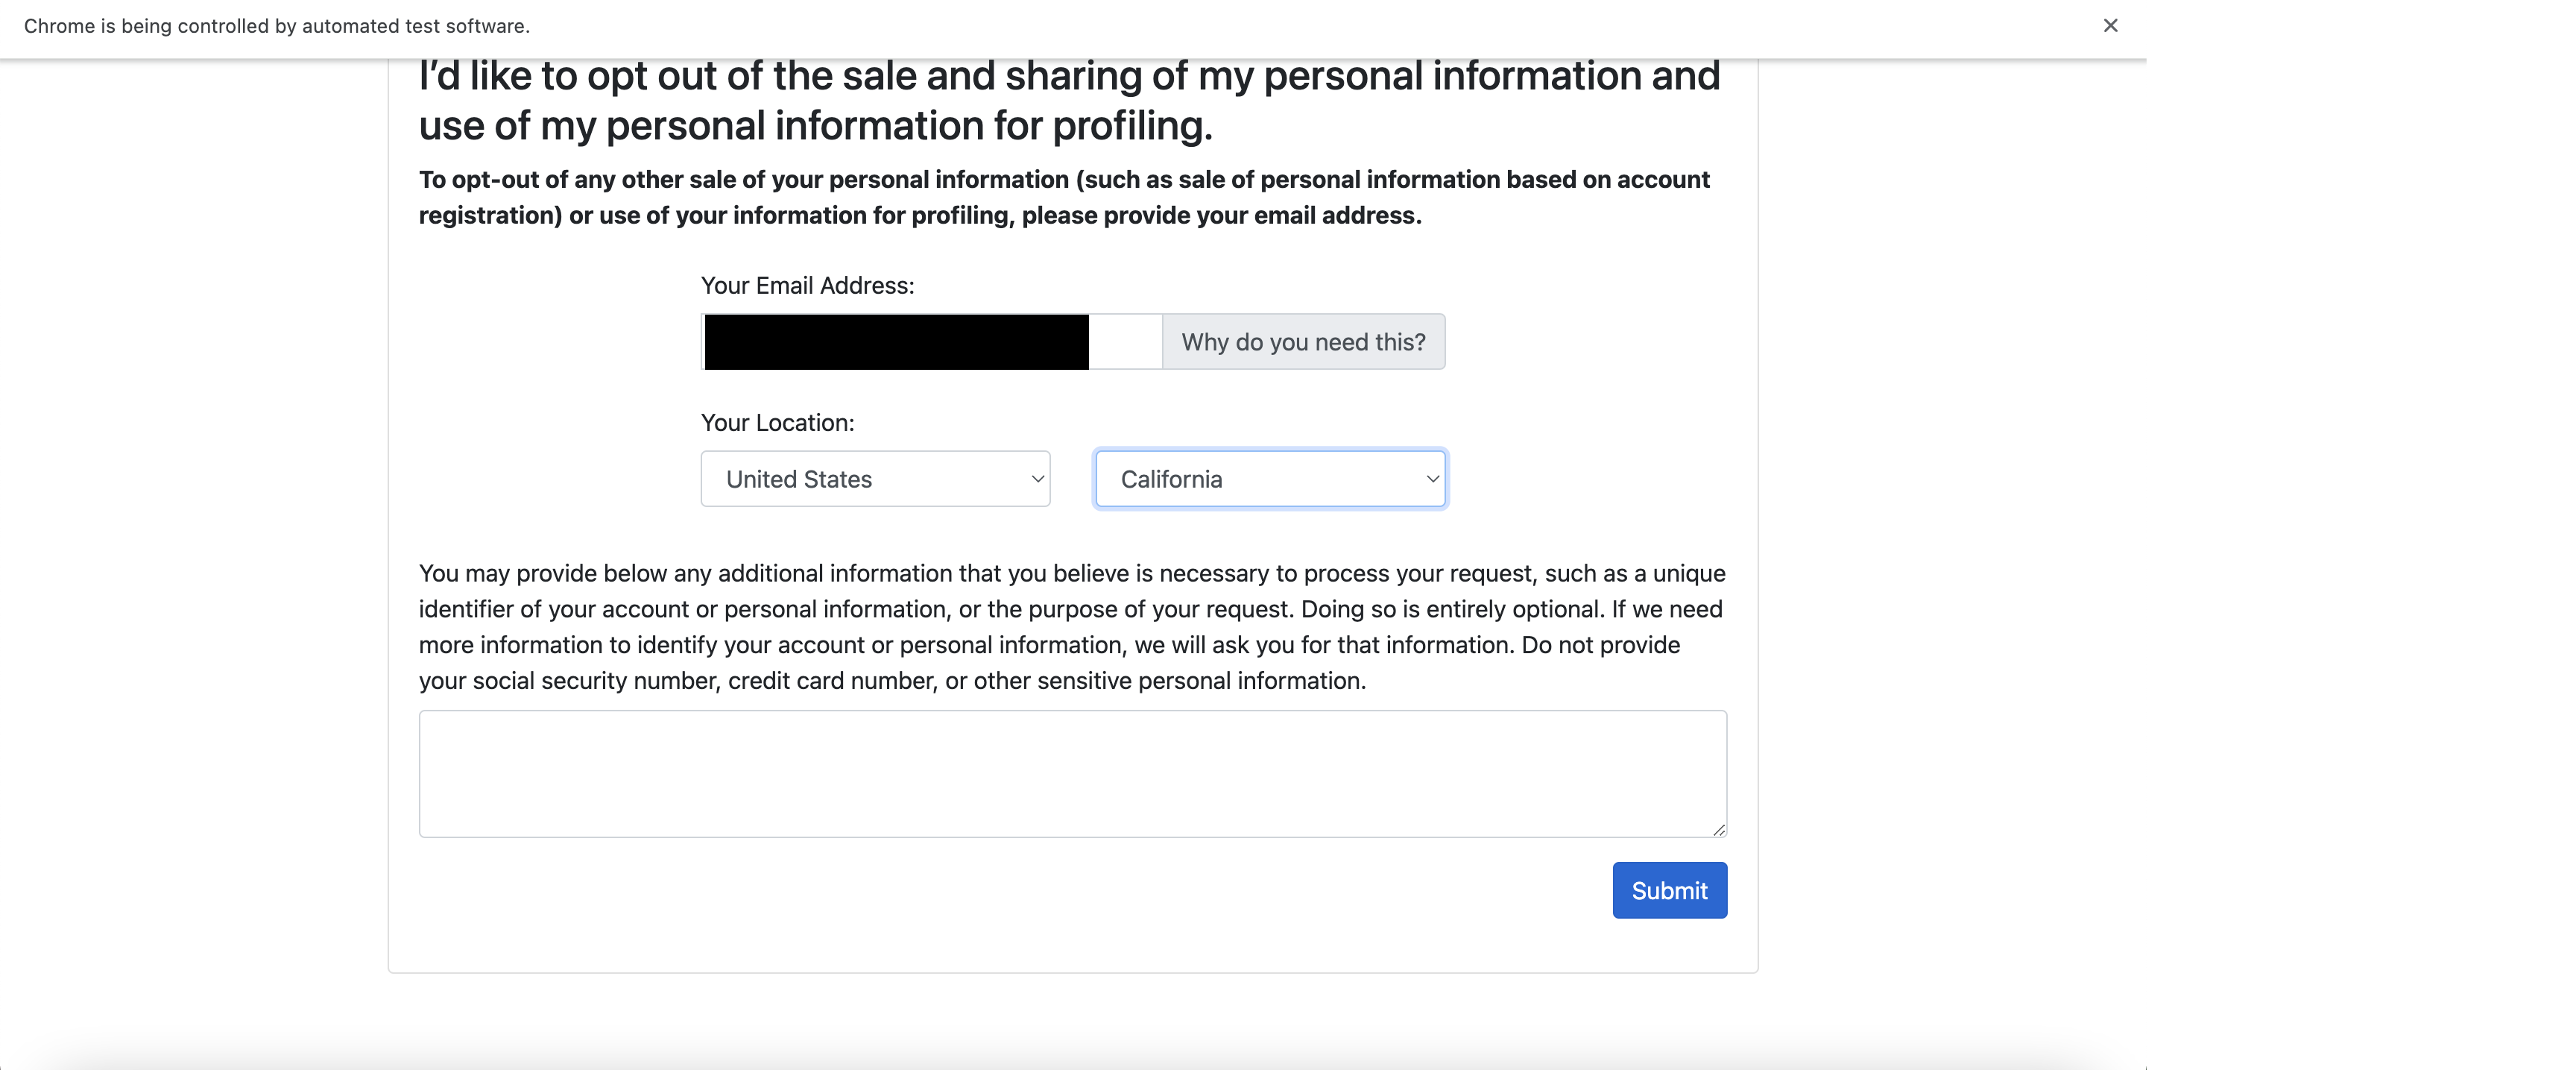 Chrome is being controlled by automated test software.
I’d like to opt out of the sale and sharing of my personal information and
use of my personal information for profiling.
To opt-out of any other sale of your personal information (such as sale of personal information based on account
registration) or use of your information for profiling, please provide your email address.
Your Email Address:
Why do you need this?
Your Location:
United States
California
You may provide below any additional information that you believe is necessary to process your request, such as a unique
identifier of your account or personal information, or the purpose of your request. Doing so is entirely optional. If we need
more information to identify your account or personal information, we will ask you for that information. Do not provide
your social security number, credit card number, or other sensitive personal information.
Submit